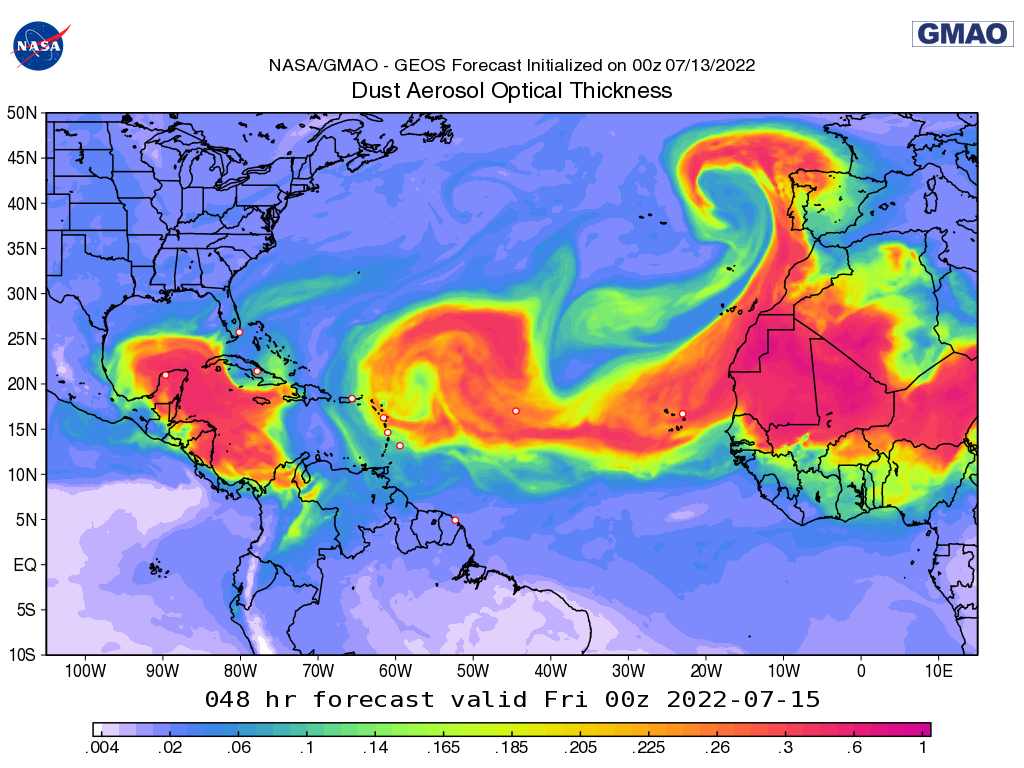 NASA
GMAO
NASA/GMAO - GEOS Forecast Initialized on 00z 07/13/2022
Dust Aerosol Optical Thickness
50N
45N
40N
35N
30N
25N
20N
15N
10N
5N
EQ
5S
10S
100W 90W 80W 70W 60W 50W 40W 30W 20W 10W 0 10E
048 hr forecast valid Fri 00z 2022-07-15
.004 .02 .06 .1 .14 .165 .185 .205 .225 .26 .3 .6 1